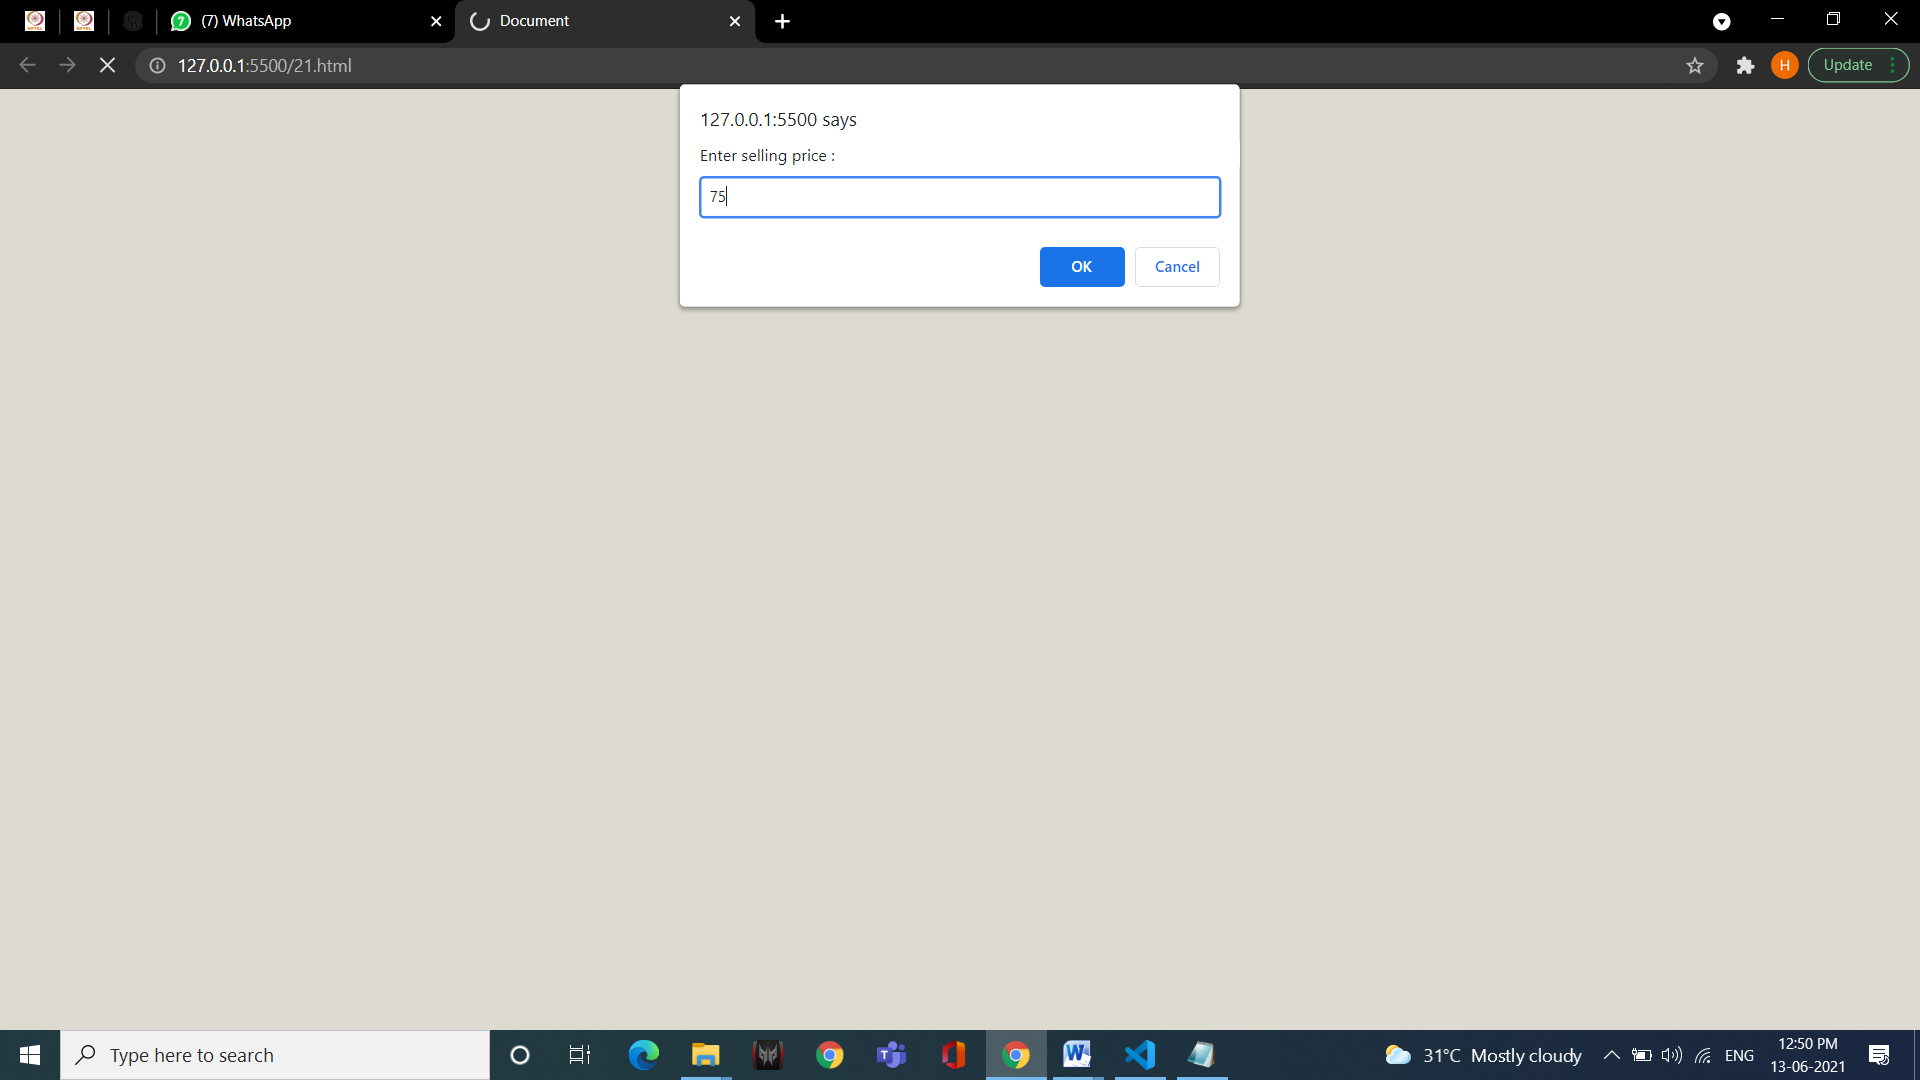 7
(7) WhatsApp
Document
127.0.0.1:5500/21.html
H
Update
127.0.0.1:5500 says
Enter selling price :
75
OK
Cancel
Type here to search
31°C Mostly cloudy
ENG
12:50 PM
13-06-2021